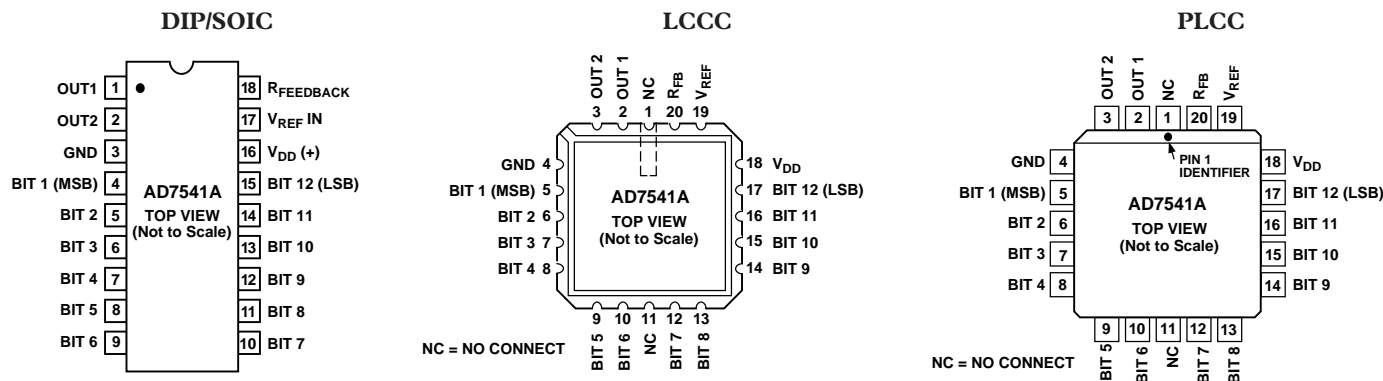 DIP/SOIC
OUT1 1
OUT2 2
GND 3
BIT 1 (MSB) 4
BIT 2 5
BIT 3 6
BIT 4 7
BIT 5 8
BIT 6 9
AD7541A
TOP VIEW
(Not to Scale)
18 RFEEDBACK
17 VREF IN
16 VDD (+)
15 BIT 12 (LSB)
14 BIT 11
13 BIT 10
12 BIT 9
11 BIT 8
10 BIT 7
LCCC
OUT 2
OUT 1
NC
RFB
VREF
3 2 1 20 19
GND 4
BIT 1 (MSB) 5
BIT 2 6
BIT 3 7
BIT 4 8
AD7541A
TOP VIEW
(Not to Scale)
18 VDD
17 BIT 12 (LSB)
16 BIT 11
15 BIT 10
14 BIT 9
9 10 11 12 13
BIT 5
BIT 6
NC
BIT 7
BIT 8
NC = NO CONNECT
PLCC
OUT 2
OUT 1
NC
RFB
VREF
3 2 1 20 19
PIN 1
IDENTIFIER
GND 4
BIT 1 (MSB) 5
BIT 2 6
BIT 3 7
BIT 4 8
AD7541A
TOP VIEW
(Not to Scale)
18 VDD
17 BIT 12 (LSB)
16 BIT 11
15 BIT 10
14 BIT 9
9 10 11 12 13
BIT 5
BIT 6
NC
BIT 7
BIT 8
NC = NO CONNECT